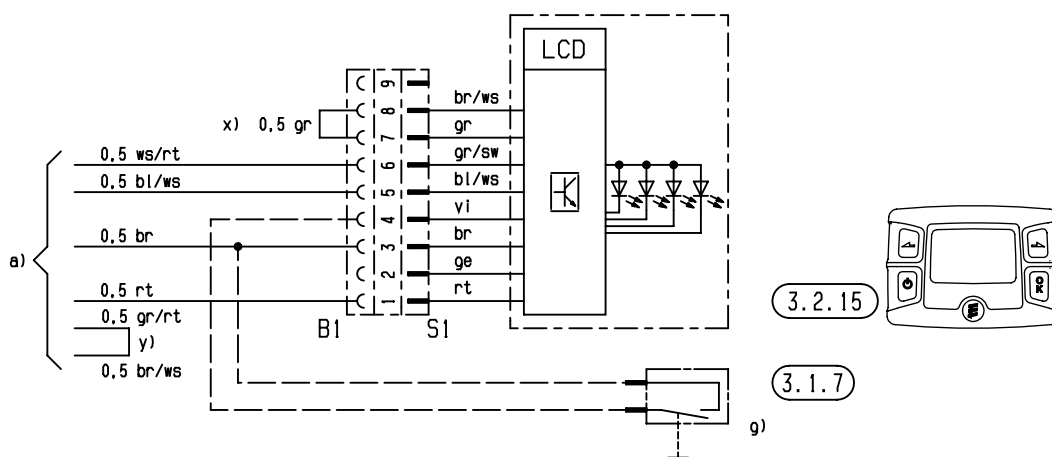 LCD
9
8
7
6
5
4
3
2
1
br/ws
gr
gr/sw
bl/ws
vi
br
ge
rt
x) 0,5 gr
0,5 ws/rt
0,5 bl/ws
0,5 br
a)
0,5 rt
0,5 gr/rt
y)
0,5 br/ws
B1
S1
3.2.15
OK
3.1.7
g)